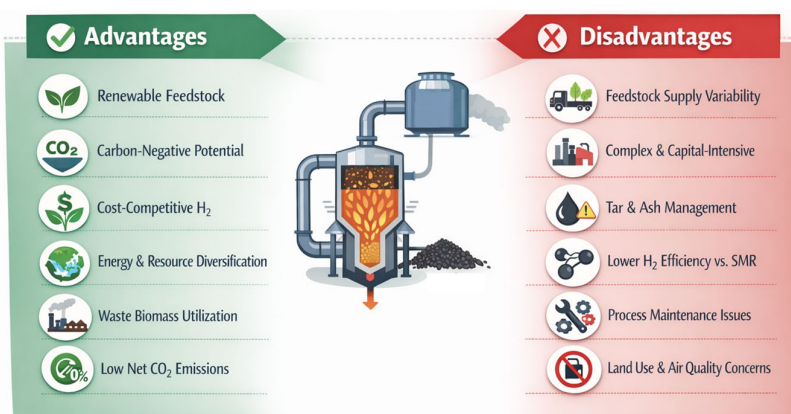 Advantages
Renewable Feedstock
CO₂
Carbon-Negative Potential
$
Cost-Competitive H₂
Energy & Resource Diversification
Waste Biomass Utilization
0%
Low Net CO₂ Emissions
Disadvantages
Feedstock Supply Variability
Complex & Capital-Intensive
Tar & Ash Management
Lower H₂ Efficiency vs. SMR
Process Maintenance Issues
Land Use & Air Quality Concerns